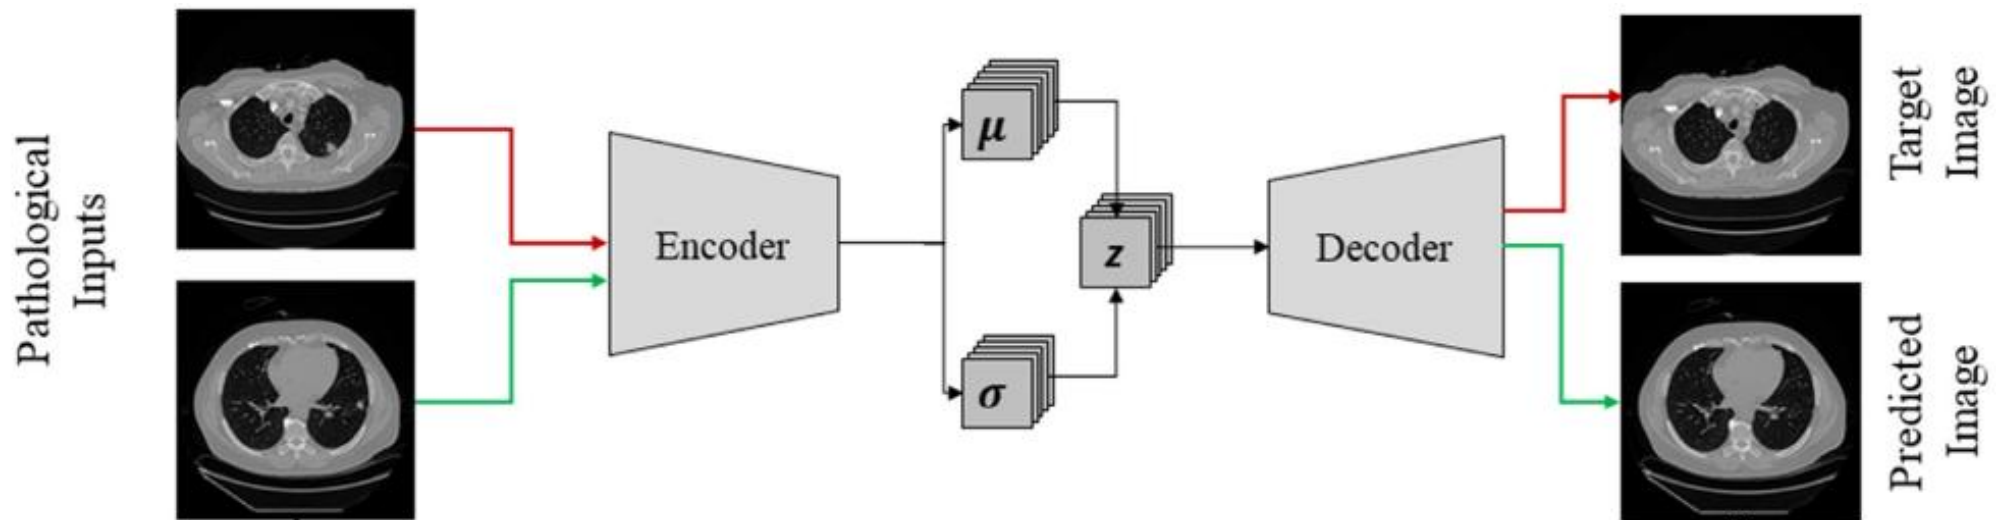 Pathological
Inputs
Encoder
μ
σ
z
Decoder
Target
Image
Predicted
Image